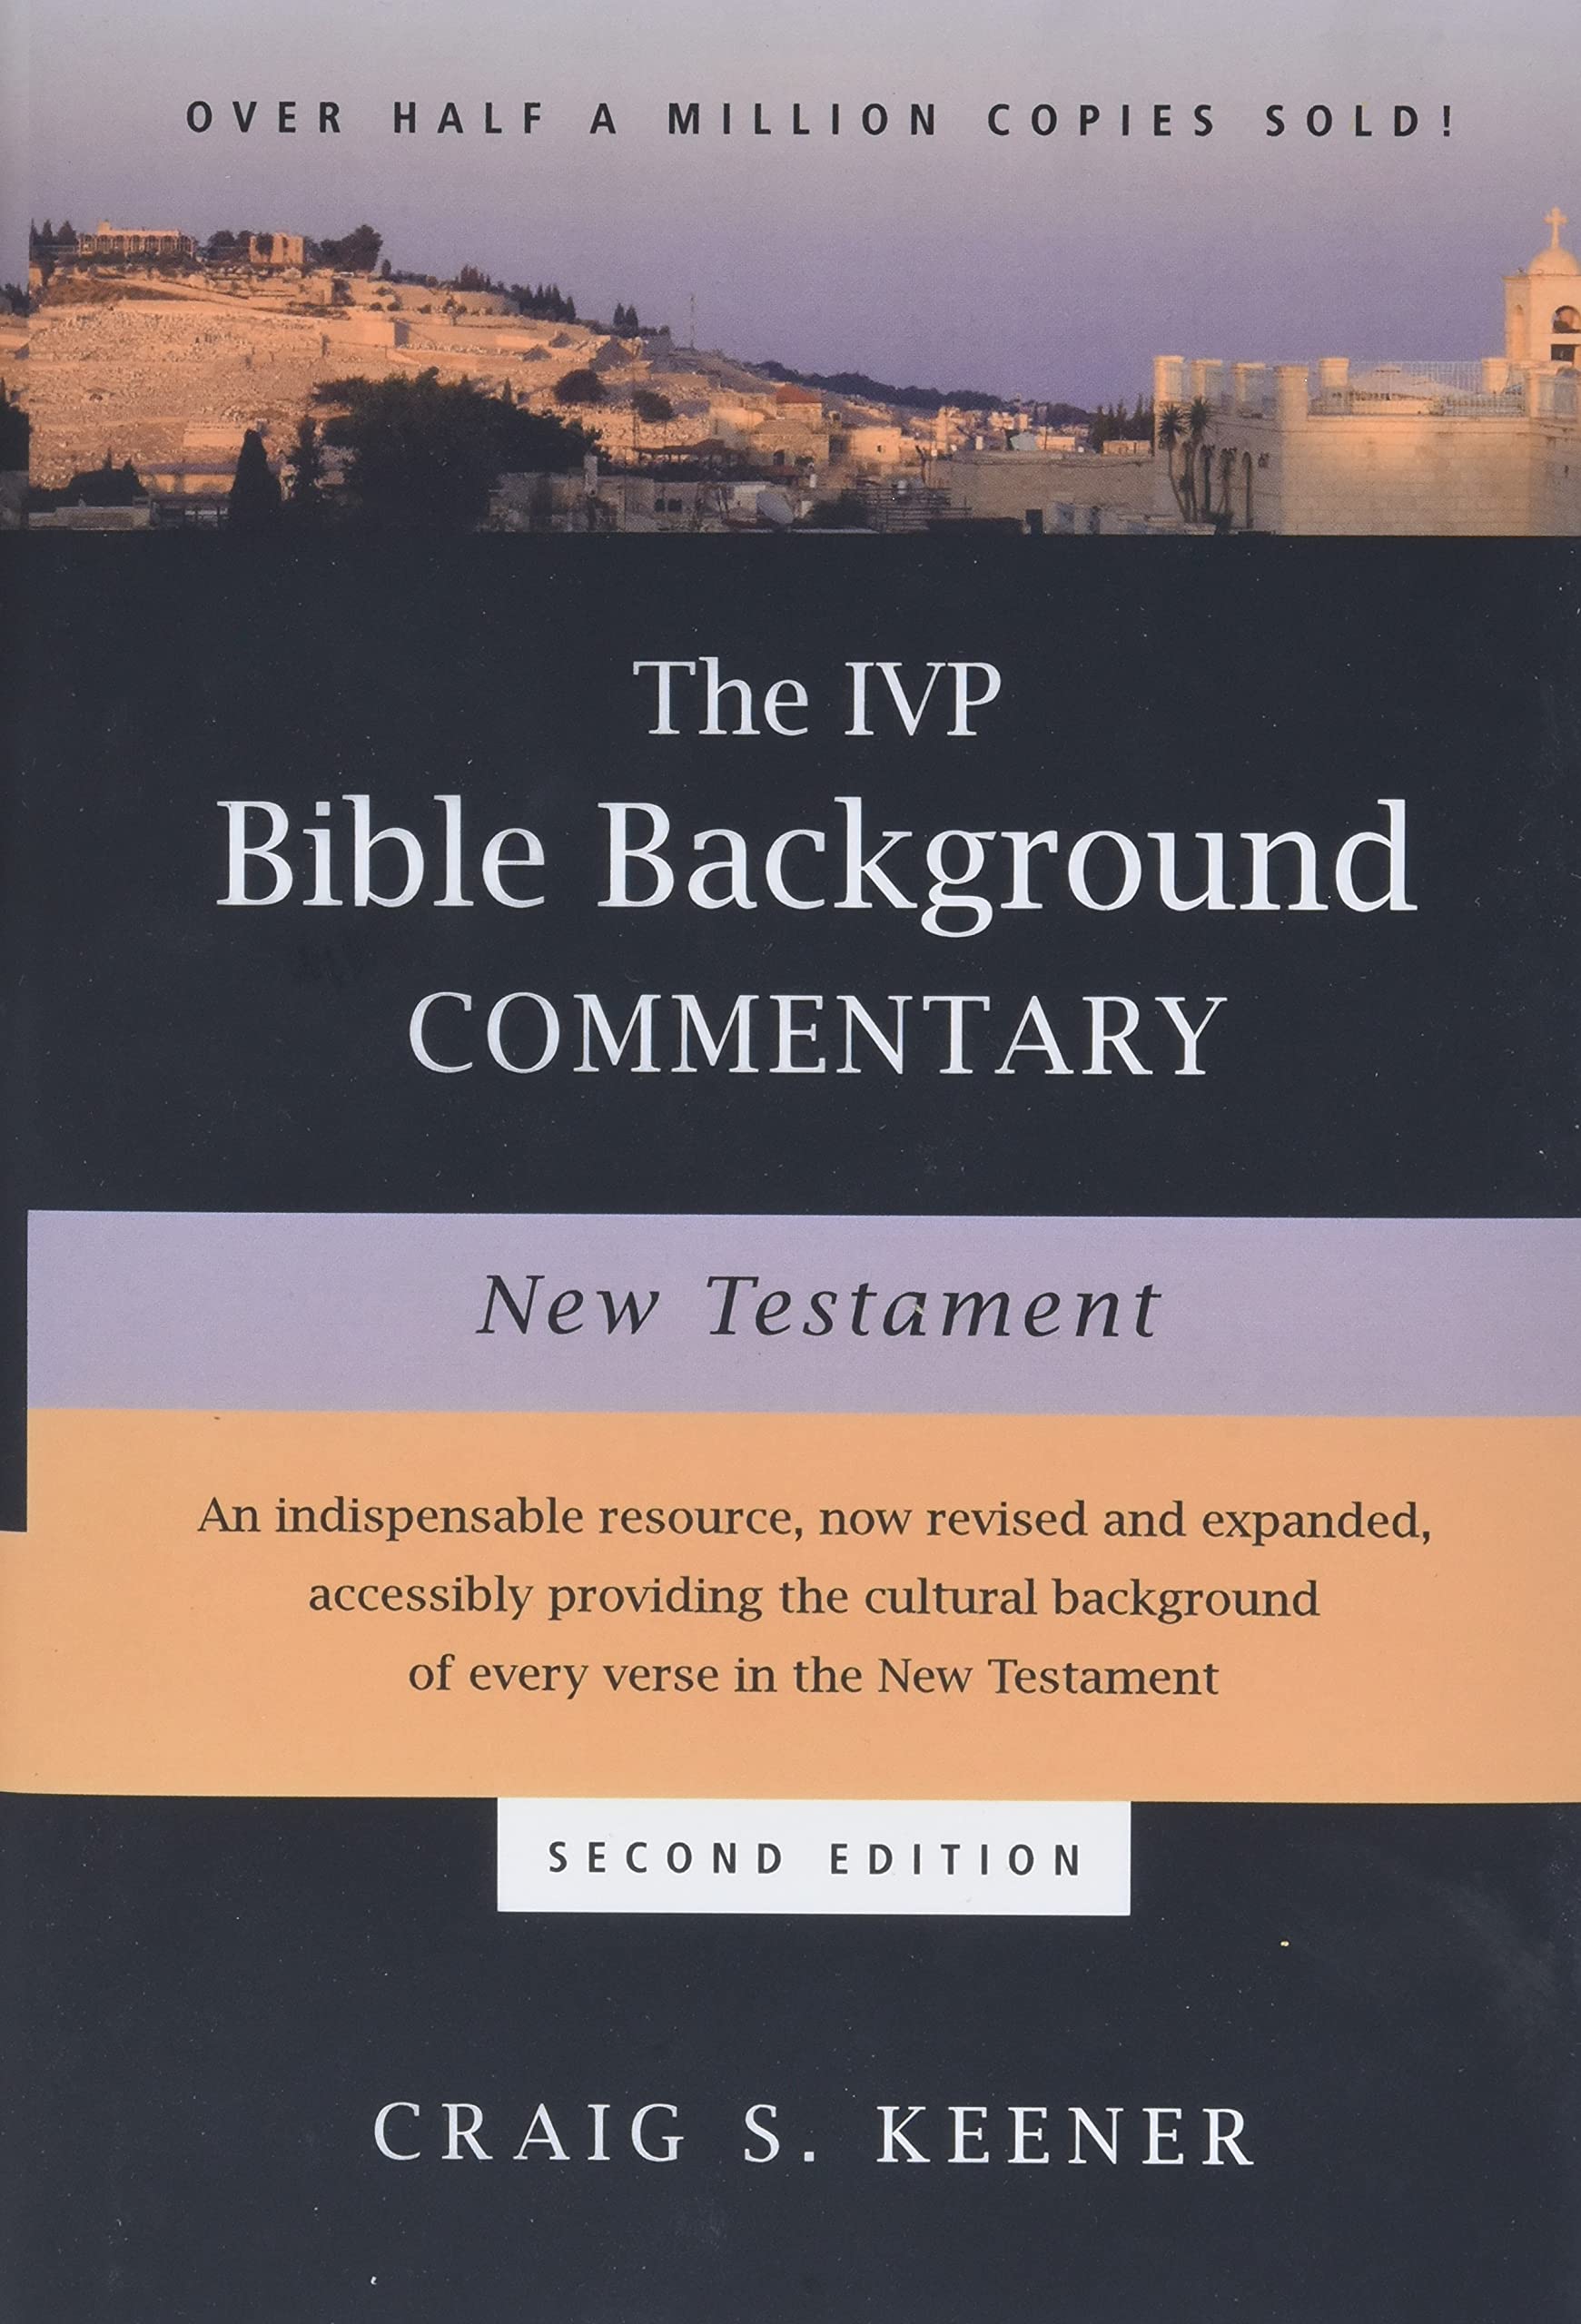 OVER HALF A MILLION COPIES SOLD!
The IVP
Bible Background
COMMENTARY
New Testament
An indispensable resource, now revised and expanded,
accessibly providing the cultural background
of every verse in the New Testament
SECOND EDITION
CRAIG S. KEENER